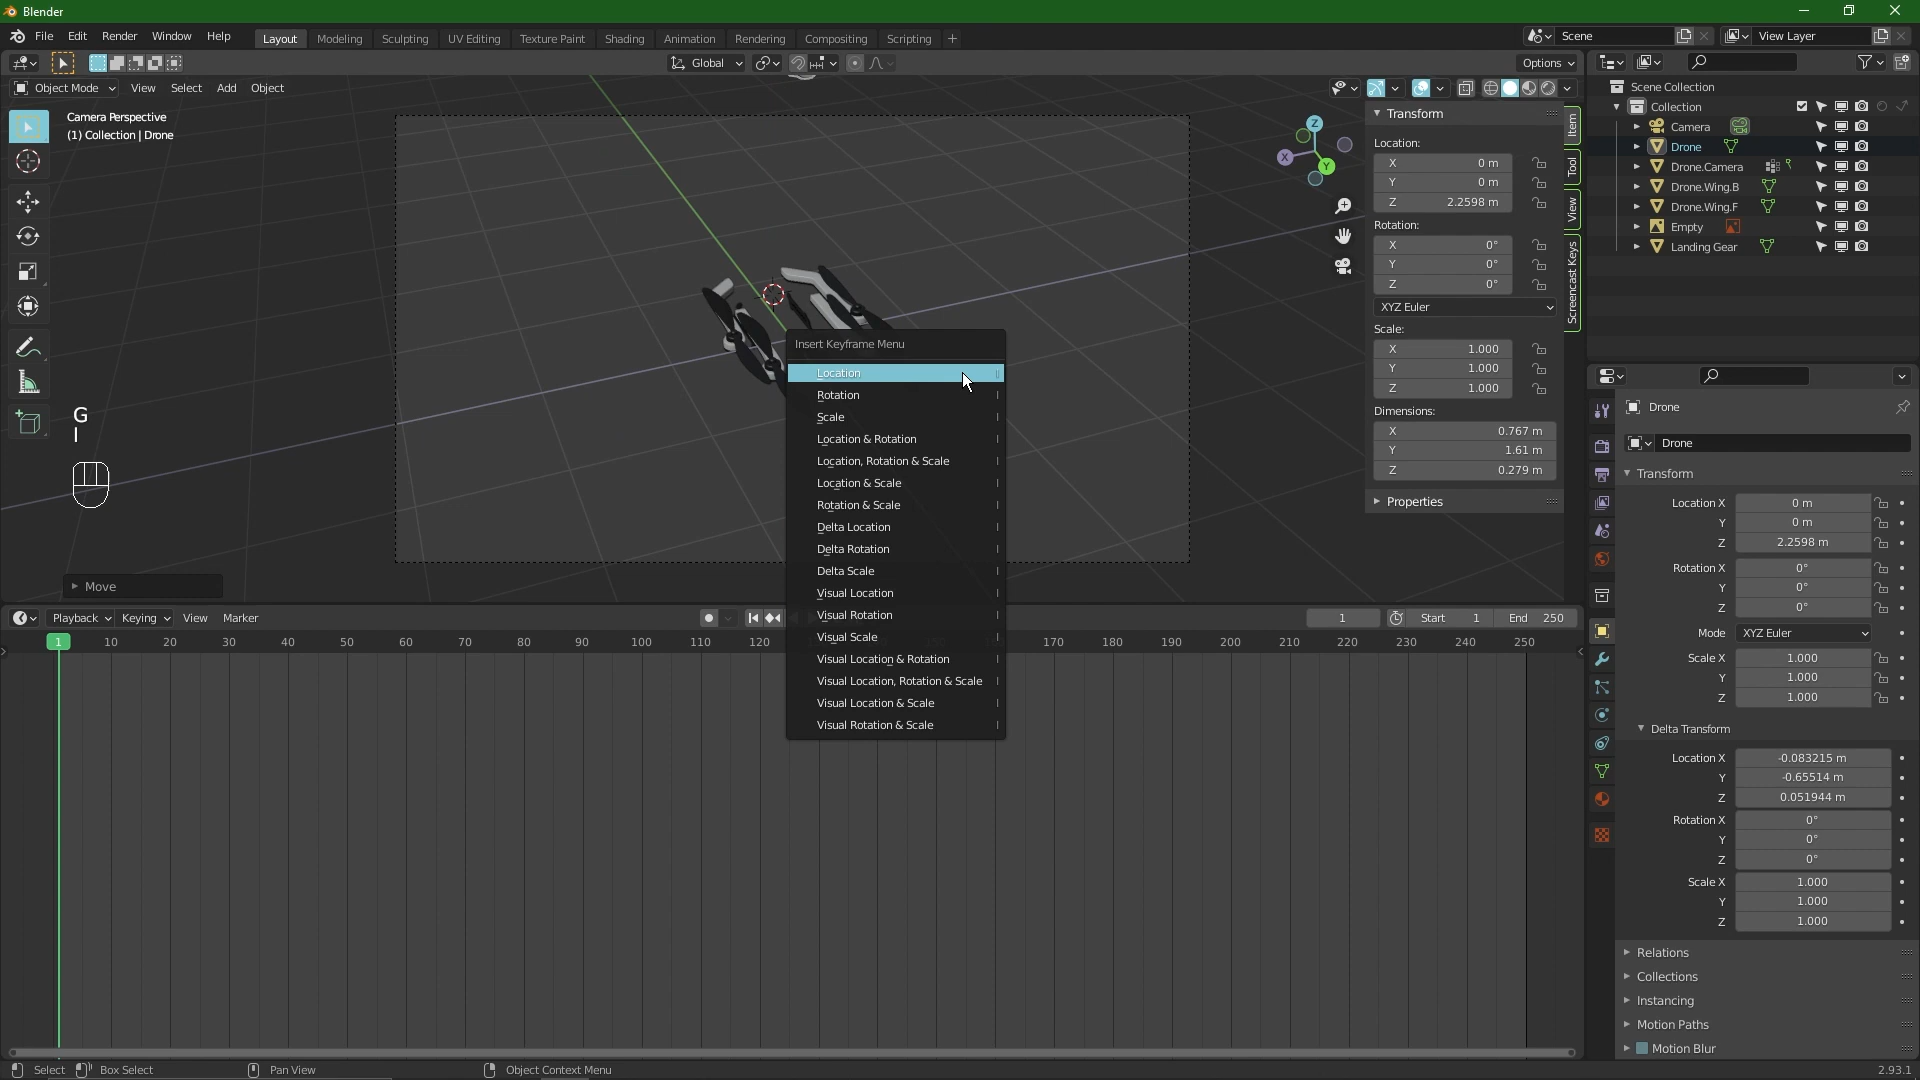 Blender
File Edit Render Window Help
Layout Modeling Sculpting UV Editing Texture Paint Shading Animation Rendering Compositing Scripting +
Scene
View Layer
Global
Options
Object Mode View Select Add Object
Camera Perspective
(1) Collection | Drone
G
I
Move
Z
X
Y
Transform
Location:
X 0 m
Y 0 m
Z 2.2598 m
Rotation:
X 0°
Y 0°
Z 0°
XYZ Euler
Scale:
X 1.000
Y 1.000
Z 1.000
Dimensions:
X 0.767 m
Y 1.61 m
Z 0.279 m
Properties
Item
Tool
View
Screencast Keys
Insert Keyframe Menu
Location I
Rotation I
Scale I
Location & Rotation I
Location, Rotation & Scale I
Location & Scale I
Rotation & Scale I
Delta Location I
Delta Rotation I
Delta Scale I
Visual Location I
Visual Rotation I
Visual Scale I
Visual Location & Rotation I
Visual Location, Rotation & Scale I
Visual Location & Scale I
Visual Rotation & Scale I
Scene Collection
Collection
Camera
Drone
Drone.Camera
Drone.Wing.B
Drone.Wing.F
Empty
Landing Gear
Drone
Drone
Transform
Location X 0 m
Y 0 m
Z 2.2598 m
Rotation X 0°
Y 0°
Z 0°
Mode XYZ Euler
Scale X 1.000
Y 1.000
Z 1.000
Delta Transform
Location X -0.083215 m
Y -0.65514 m
Z 0.051944 m
Rotation X 0°
Y 0°
Z 0°
Scale X 1.000
Y 1.000
Z 1.000
Relations
Collections
Instancing
Motion Paths
Motion Blur
Playback Keying View Marker
1 Start 1 End 250
1 10 20 30 40 50 60 70 80 90 100 110 120 170 180 190 200 210 220 230 240 250
Select Box Select Pan View Object Context Menu
2.93.1